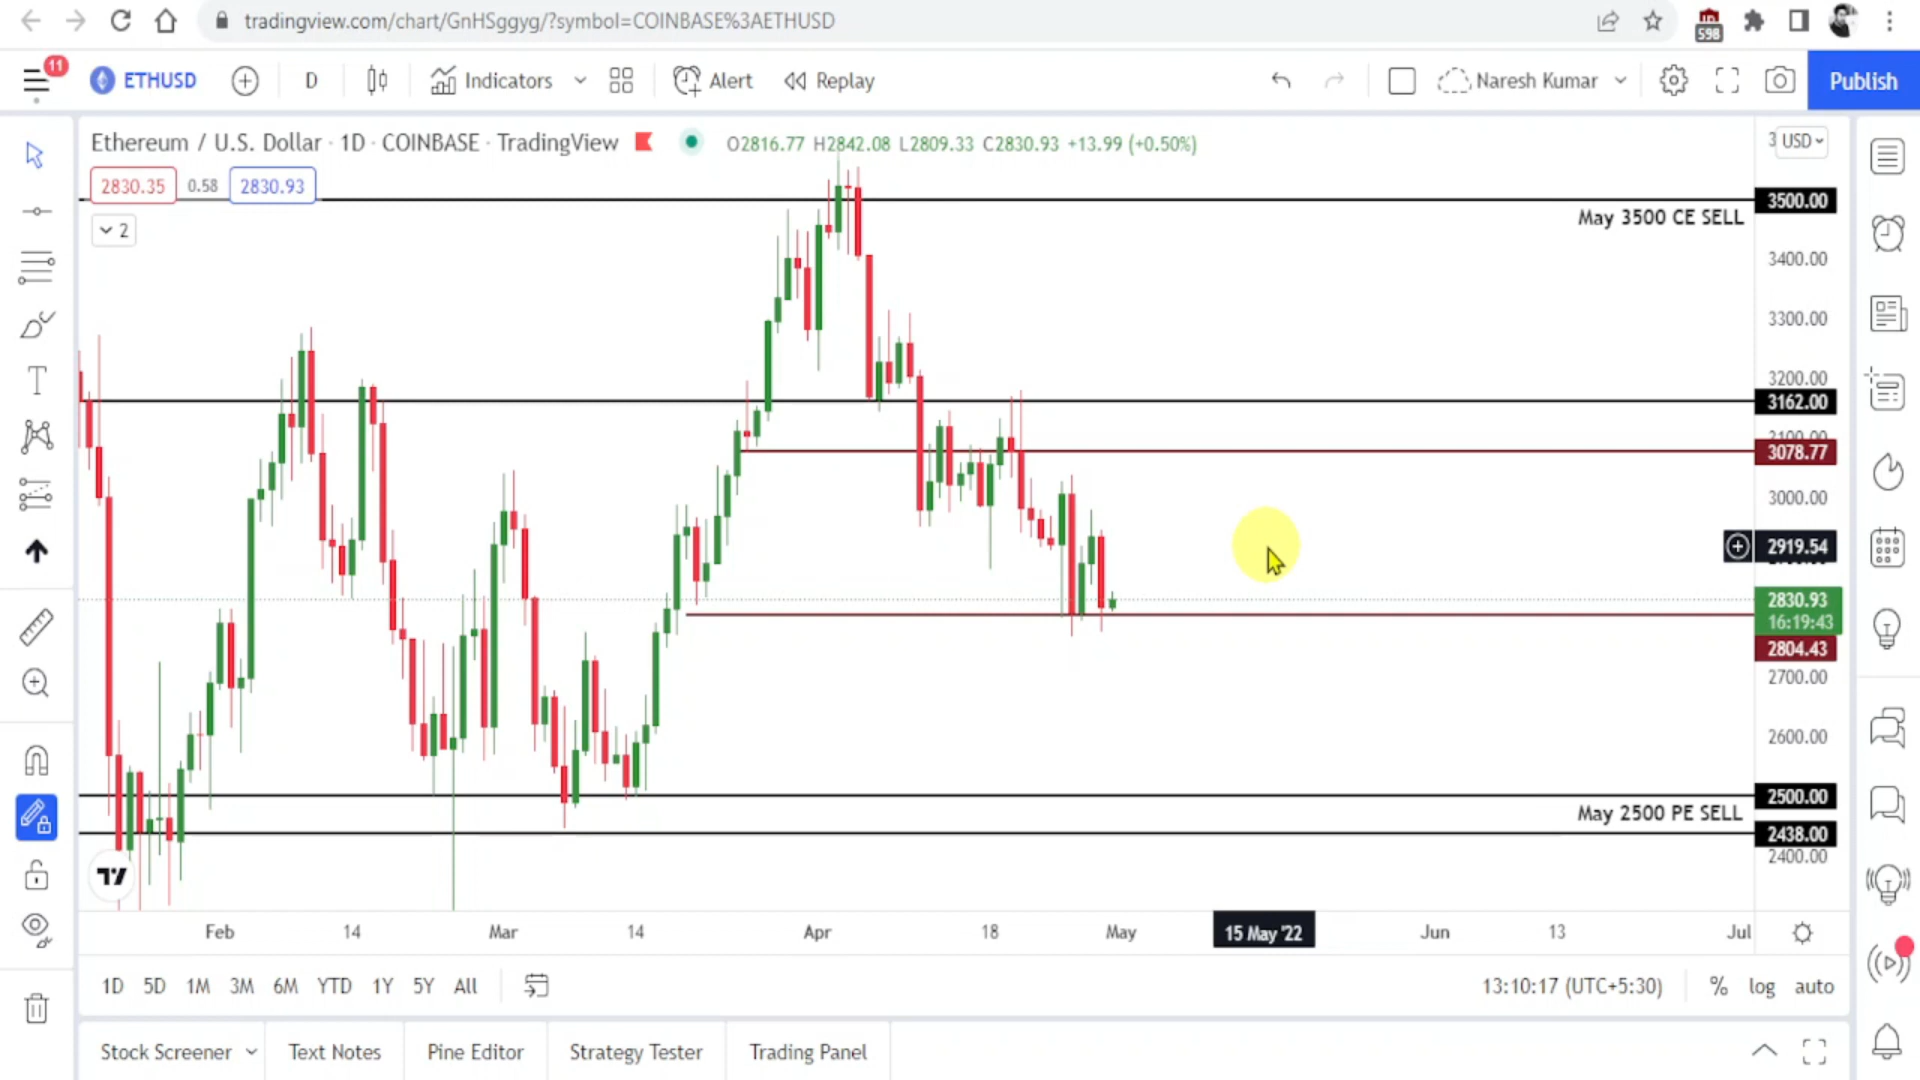 tradingview.com/chart/GnHSggyg/?symbol=COINBASE%3AETHUSD
598
11
ETHUSD
D
Indicators
Alert
Replay
Naresh Kumar
Publish
Ethereum / U.S. Dollar · 1D · COINBASE · TradingView
O2816.77 H2842.08 L2809.33 C2830.93 +13.99 (+0.50%)
USD
2830.35
0.58
2830.93
2
3500.00
May 3500 CE SELL
3400.00
3300.00
3200.00
3162.00
3100.00
3078.77
3000.00
2919.54
2830.93
16:19:43
2804.43
2700.00
2600.00
2500.00
May 2500 PE SELL
2438.00
2400.00
Feb 14 Mar 14 Apr 18 May 15 May '22 Jun 13 Jul
1D 5D 1M 3M 6M YTD 1Y 5Y All
13:10:17 (UTC+5:30) % log auto
Stock Screener Text Notes Pine Editor Strategy Tester Trading Panel